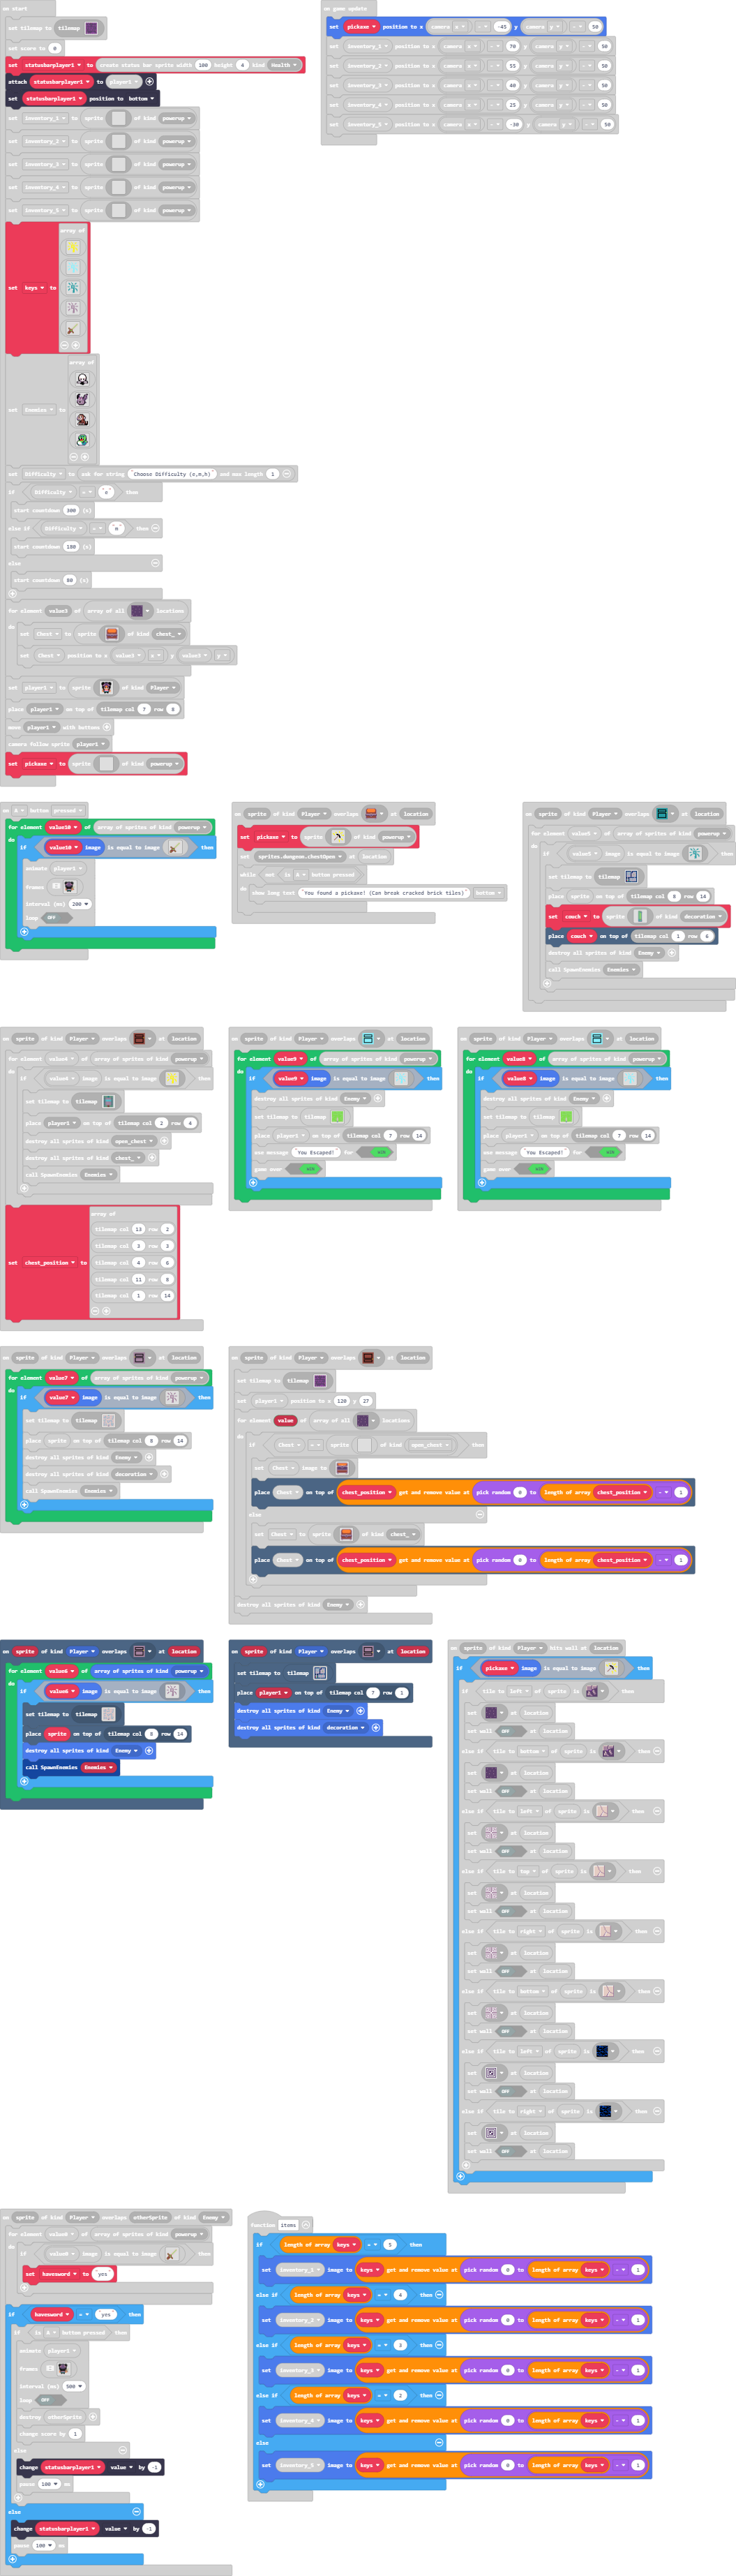 on start
set tilemap to tilemap
set score to 0
set statusbarplayer1 to create status bar sprite width 100 height 4 kind Health
attach statusbarplayer1 to player1
set statusbarplayer1 position to bottom
set inventory_1 to sprite of kind powerup
set inventory_2 to sprite of kind powerup
set inventory_3 to sprite of kind powerup
set inventory_4 to sprite of kind powerup
set inventory_5 to sprite of kind powerup
array of
set keys to
array of
set Enemies to
set Difficulty to ask for string "Choose Difficulty (e,m,h)" and max length 1
if Difficulty = "e" then
start countdown 300 (s)
else if Difficulty = "m" then
start countdown 180 (s)
else
start countdown 80 (s)
for element value3 of array of all locations
do
set Chest to sprite of kind chest_
set Chest position to x value3 x y value3 y
set player1 to sprite of kind Player
place player1 on top of tilemap col 7 row 8
move player1 with buttons
camera follow sprite player1
set pickaxe to sprite of kind powerup
on game update
set pickaxe position to x camera x - -45 y camera y - 50
set inventory_1 position to x camera x - 70 y camera y - 50
set inventory_2 position to x camera x - 55 y camera y - 50
set inventory_3 position to x camera x - 40 y camera y - 50
set inventory_4 position to x camera x - 25 y camera y - 50
set inventory_5 position to x camera x - -30 y camera y - 50
on A button pressed
for element value10 of array of sprites of kind powerup
do
if value10 image is equal to image then
animate player1
frames
interval (ms) 200
loop OFF
on sprite of kind Player overlaps at location
set pickaxe to sprite of kind powerup
set sprites.dungeon.chestOpen at location
while not is A button pressed
do show long text "You found a pickaxe! (Can break cracked brick tiles)" bottom
on sprite of kind Player overlaps at location
for element value5 of array of sprites of kind powerup
do
if value5 image is equal to image then
set tilemap to tilemap
place sprite on top of tilemap col 8 row 14
set couch to sprite of kind decoration
place couch on top of tilemap col 1 row 6
destroy all sprites of kind Enemy
call SpawnEnemies Enemies
on sprite of kind Player overlaps at location
for element value4 of array of sprites of kind powerup
do
if value4 image is equal to image then
set tilemap to tilemap
place player1 on top of tilemap col 2 row 4
destroy all sprites of kind open_chest
destroy all sprites of kind chest_
call SpawnEnemies Enemies
set chest_position to
array of
tilemap col 13 row 2
tilemap col 3 row 3
tilemap col 4 row 6
tilemap col 11 row 8
tilemap col 1 row 14
on sprite of kind Player overlaps at location
for element value9 of array of sprites of kind powerup
do
if value9 image is equal to image then
destroy all sprites of kind Enemy
set tilemap to tilemap
place player1 on top of tilemap col 7 row 14
use message "You Escaped!" for WIN
game over WIN
on sprite of kind Player overlaps at location
for element value8 of array of sprites of kind powerup
do
if value8 image is equal to image then
destroy all sprites of kind Enemy
set tilemap to tilemap
place player1 on top of tilemap col 7 row 14
use message "You Escaped!" for WIN
game over WIN
on sprite of kind Player overlaps at location
for element value7 of array of sprites of kind powerup
do
if value7 image is equal to image then
set tilemap to tilemap
place sprite on top of tilemap col 8 row 14
destroy all sprites of kind Enemy
destroy all sprites of kind decoration
call SpawnEnemies Enemies
on sprite of kind Player overlaps at location
set tilemap to tilemap
set player1 position to x 120 y 27
for element value of array of all locations
do
if Chest = sprite of kind open_chest then
set Chest image to
place Chest on top of chest_position get and remove value at pick random 0 to length of array chest_position - 1
else
set Chest to sprite of kind chest_
place Chest on top of chest_position get and remove value at pick random 0 to length of array chest_position - 1
destroy all sprites of kind Enemy
on sprite of kind Player overlaps at location
for element value6 of array of sprites of kind powerup
do
if value6 image is equal to image then
set tilemap to tilemap
place sprite on top of tilemap col 8 row 14
destroy all sprites of kind Enemy
call SpawnEnemies Enemies
on sprite of kind Player overlaps at location
set tilemap to tilemap
place player1 on top of tilemap col 7 row 1
destroy all sprites of kind Enemy
destroy all sprites of kind decoration
on sprite of kind Player hits wall at location
if pickaxe image is equal to image then
if tile to left of sprite is then
set at location
set wall OFF at location
else if tile to bottom of sprite is then
set at location
set wall OFF at location
else if tile to left of sprite is then
set at location
set wall OFF at location
else if tile to top of sprite is then
set at location
set wall OFF at location
else if tile to right of sprite is then
set at location
set wall OFF at location
else if tile to bottom of sprite is then
set at location
set wall OFF at location
else if tile to left of sprite is then
set at location
set wall OFF at location
else if tile to right of sprite is then
set at location
set wall OFF at location
on sprite of kind Player overlaps otherSprite of kind Enemy
for element of array of sprites of kind powerup
do
if image is equal to image then
set havesword to "yes"
if havesword = "yes" then
if is A button pressed then
animate player1
frames
interval (ms) 500
loop OFF
destroy otherSprite
change score by 1
else
change statusbarplayer1 value by -1
pause 100 ms
else
change statusbarplayer1 value by -1
pause 100 ms
function items
if length of array keys = 5 then
set inventory_1 image to keys get and remove value at pick random 0 to length of array keys - 1
else if length of array keys = 4 then
set inventory_2 image to keys get and remove value at pick random 0 to length of array keys - 1
else if length of array keys = 3 then
set inventory_3 image to keys get and remove value at pick random 0 to length of array keys - 1
else if length of array keys = 2 then
set inventory_4 image to keys get and remove value at pick random 0 to length of array keys - 1
else
set inventory_5 image to keys get and remove value at pick random 0 to length of array keys - 1